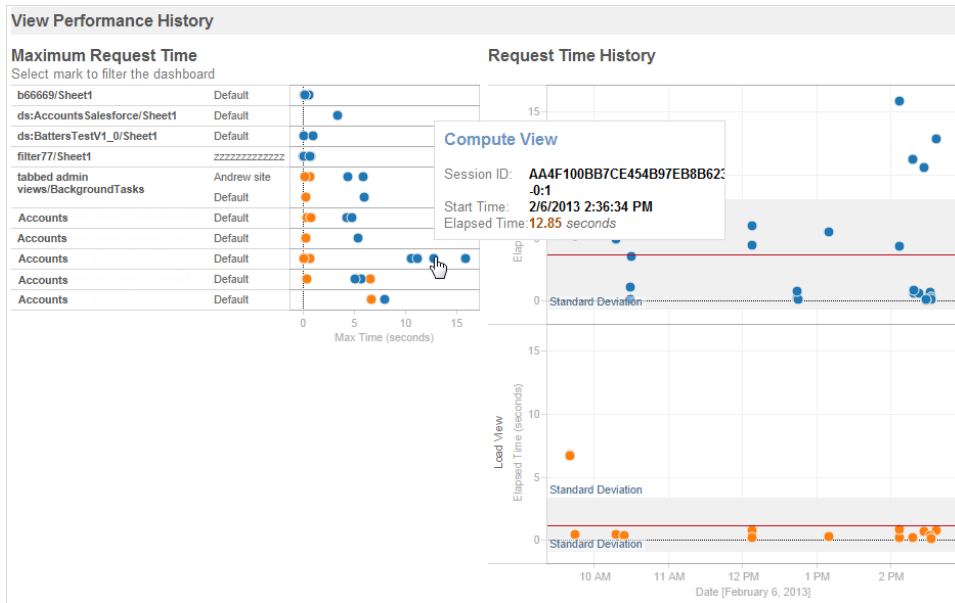 View Performance History
Maximum Request Time
Select mark to filter the dashboard
b66669/Sheet1 Default
ds:AccountsSalesforce/Sheet1 Default
ds:BattersTestV1_0/Sheet1 Default
filter77/Sheet1 zzzzzzzzzzzzz
tabbed admin Andrew site
views/BackgroundTasks
Default
Accounts Default
Accounts Default
Accounts Default
Accounts Default
Accounts Default
0 5 10 15
Max Time (seconds)
Request Time History
15
Compute View
Session ID: AA4F100BB7CE454B97EB8B623
-0:1
Start Time: 2/6/2013 2:36:34 PM
Elapsed Time: 12.85 seconds
0
Standard Deviation
Load View
Elapsed Time (seconds)
15
10
5
Standard Deviation
0
Standard Deviation
10 AM 11 AM 12 PM 1 PM 2 PM
Date [February 6, 2013]